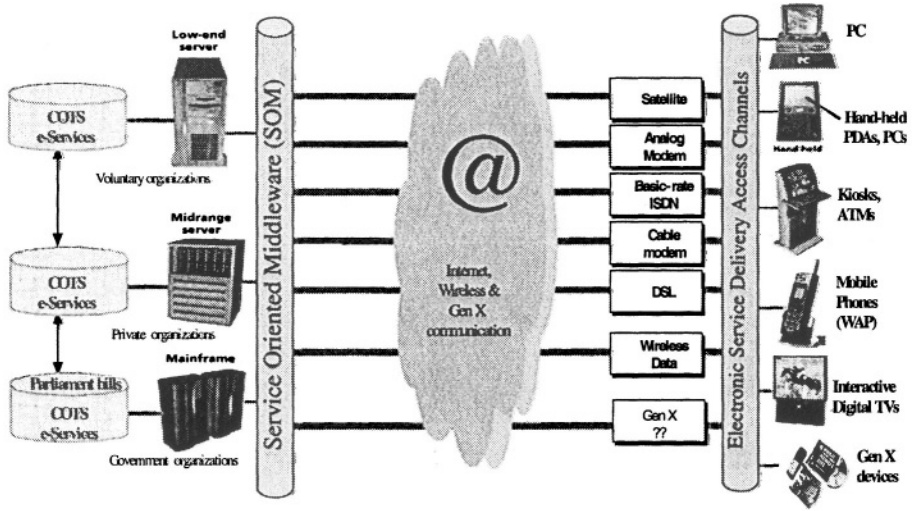 Low-end
server
COTS
e-Services
Voluntary organizations
Midrange
server
COTS
e-Services
Private organizations
Mainframe
Parliament bills
COTS
e-Services
Government organizations
Service Oriented Middleware (SOM)
@
Internet,
Wireless &
Gen X
communication
Satellite
Analog
Modem
Basic-rate
ISDN
Cable
modem
DSL
Wireless
Data
Gen X
??
Electronic Service Delivery Access Channels
PC
PC
Hand-held
Hand-held
PDAs, PCs
Kiosks,
ATMs
Mobile
Phones
(WAP)
Interactive
Digital TVs
Gen X
devices